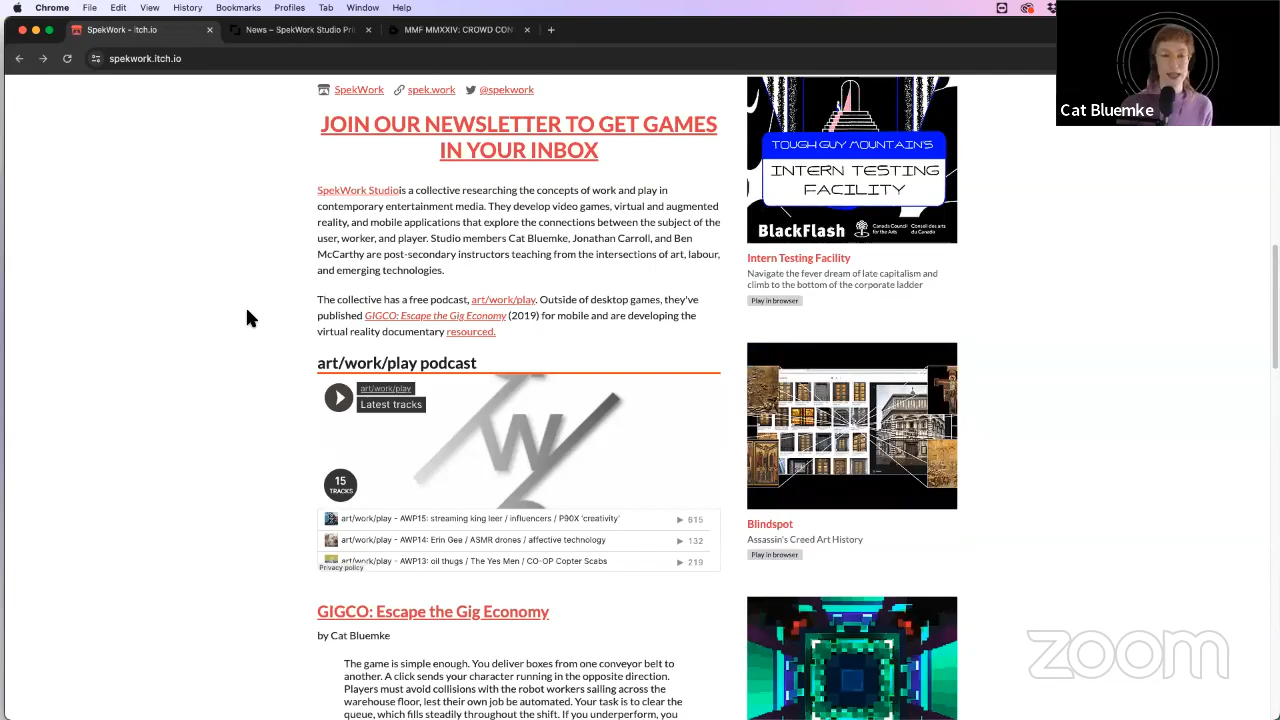 Chrome File Edit View History Bookmarks Profiles Tab Window Help
SpekWork - itch.io
News – SpekWork Studio Pri
MMF MMXXIV: CROWD CON
spekwork.itch.io
Cat Bluemke
SpekWork spek.work @spekwork
JOIN OUR NEWSLETTER TO GET GAMES
IN YOUR INBOX
SpekWork Studiois a collective researching the concepts of work and play in
contemporary entertainment media. They develop video games, virtual and augmented
reality, and mobile applications that explore the connections between the subject of the
user, worker, and player. Studio members Cat Bluemke, Jonathan Carroll, and Ben
McCarthy are post-secondary instructors teaching from the intersections of art, labour,
and emerging technologies.
The collective has a free podcast, art/work/play. Outside of desktop games, they've
published GIGCO: Escape the Gig Economy (2019) for mobile and are developing the
virtual reality documentary resourced.
art/work/play podcast
art/work/play
Latest tracks
W
15
TRACKS
art/work/play - AWP15: streaming king leer / influencers / P90X 'creativity' 615
art/work/play - AWP14: Erin Gee / ASMR drones / affective technology 132
art/work/play - AWP13: oil thugs / The Yes Men / CO-OP Copter Scabs 219
Privacy policy
GIGCO: Escape the Gig Economy
by Cat Bluemke
The game is simple enough. You deliver boxes from one conveyor belt to
another. A click sends your character running in the opposite direction.
Players must avoid collisions with the robot workers sailing across the
warehouse floor, lest their own job be automated. Your task is to clear the
queue, which fills steadily throughout the shift. If you underperform, you
TOUGH GUY MOUNTAIN'S
INTERN TESTING
FACILITY
BlackFlash
Canada Council for the Arts
Conseil des arts du Canada
Intern Testing Facility
Navigate the fever dream of late capitalism and
climb to the bottom of the corporate ladder
Play in browser
Blindspot
Assassin's Creed Art History
Play in browser
zoom